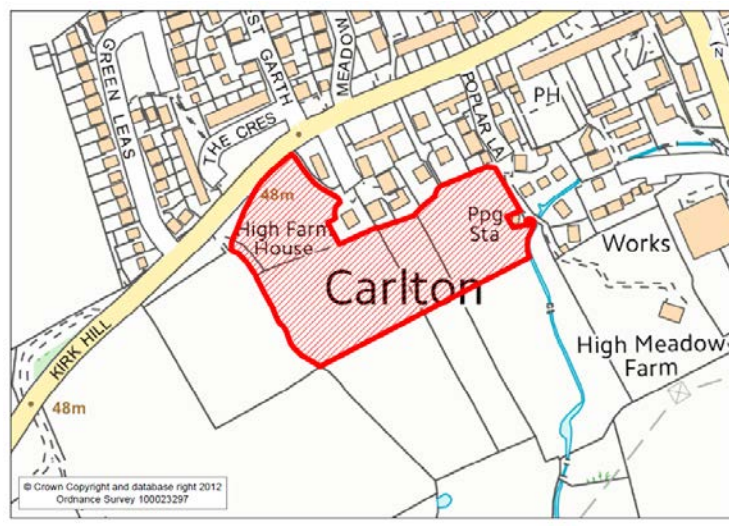 GREEN LEAS
THE CRES
EST GARTH
MEADOW
POPLAR LA
PH
N
48m
High Farm
House
Ppg
Sta
Carlton
Works
High Meadow
Farm
KIRK HILL
48m
© Crown Copyright and database right 2012
Ordnance Survey 100023297